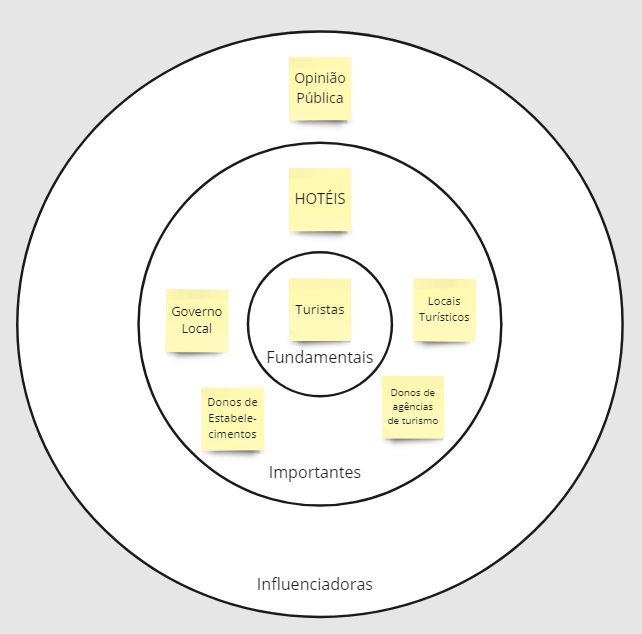 Opinião
Pública
HOTÉIS
Governo
Local
Turistas
Locais
Turísticos
Fundamentais
Donos de
Estabele-
cimentos
Donos de
agências
de turismo
Importantes
Influenciadoras